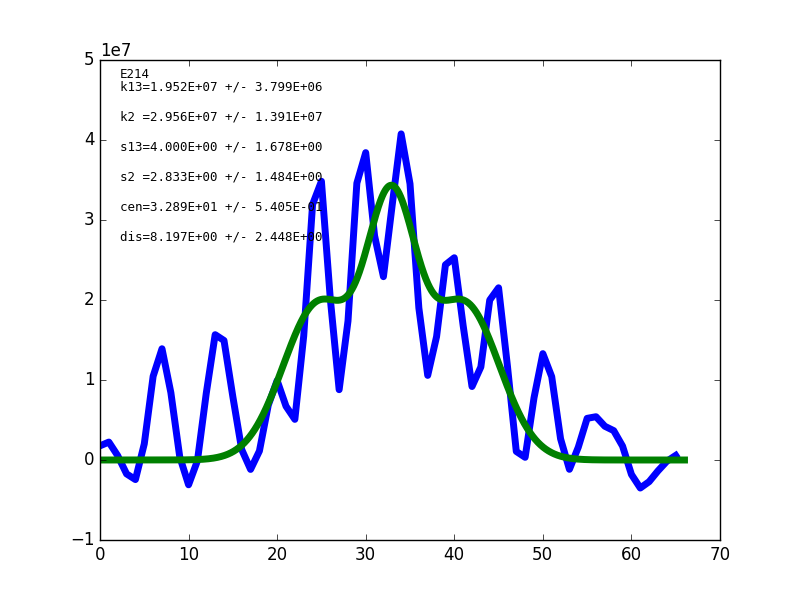 1e7
E214
k13=1.952E+07 +/- 3.799E+06
k2 =2.956E+07 +/- 1.391E+07
s13=4.000E+00 +/- 1.678E+00
s2 =2.833E+00 +/- 1.484E+00
cen=3.289E+01 +/- 5.405E-01
dis=8.197E+00 +/- 2.448E+00
5
4
3
2
1
0
−1
0 10 20 30 40 50 60 70